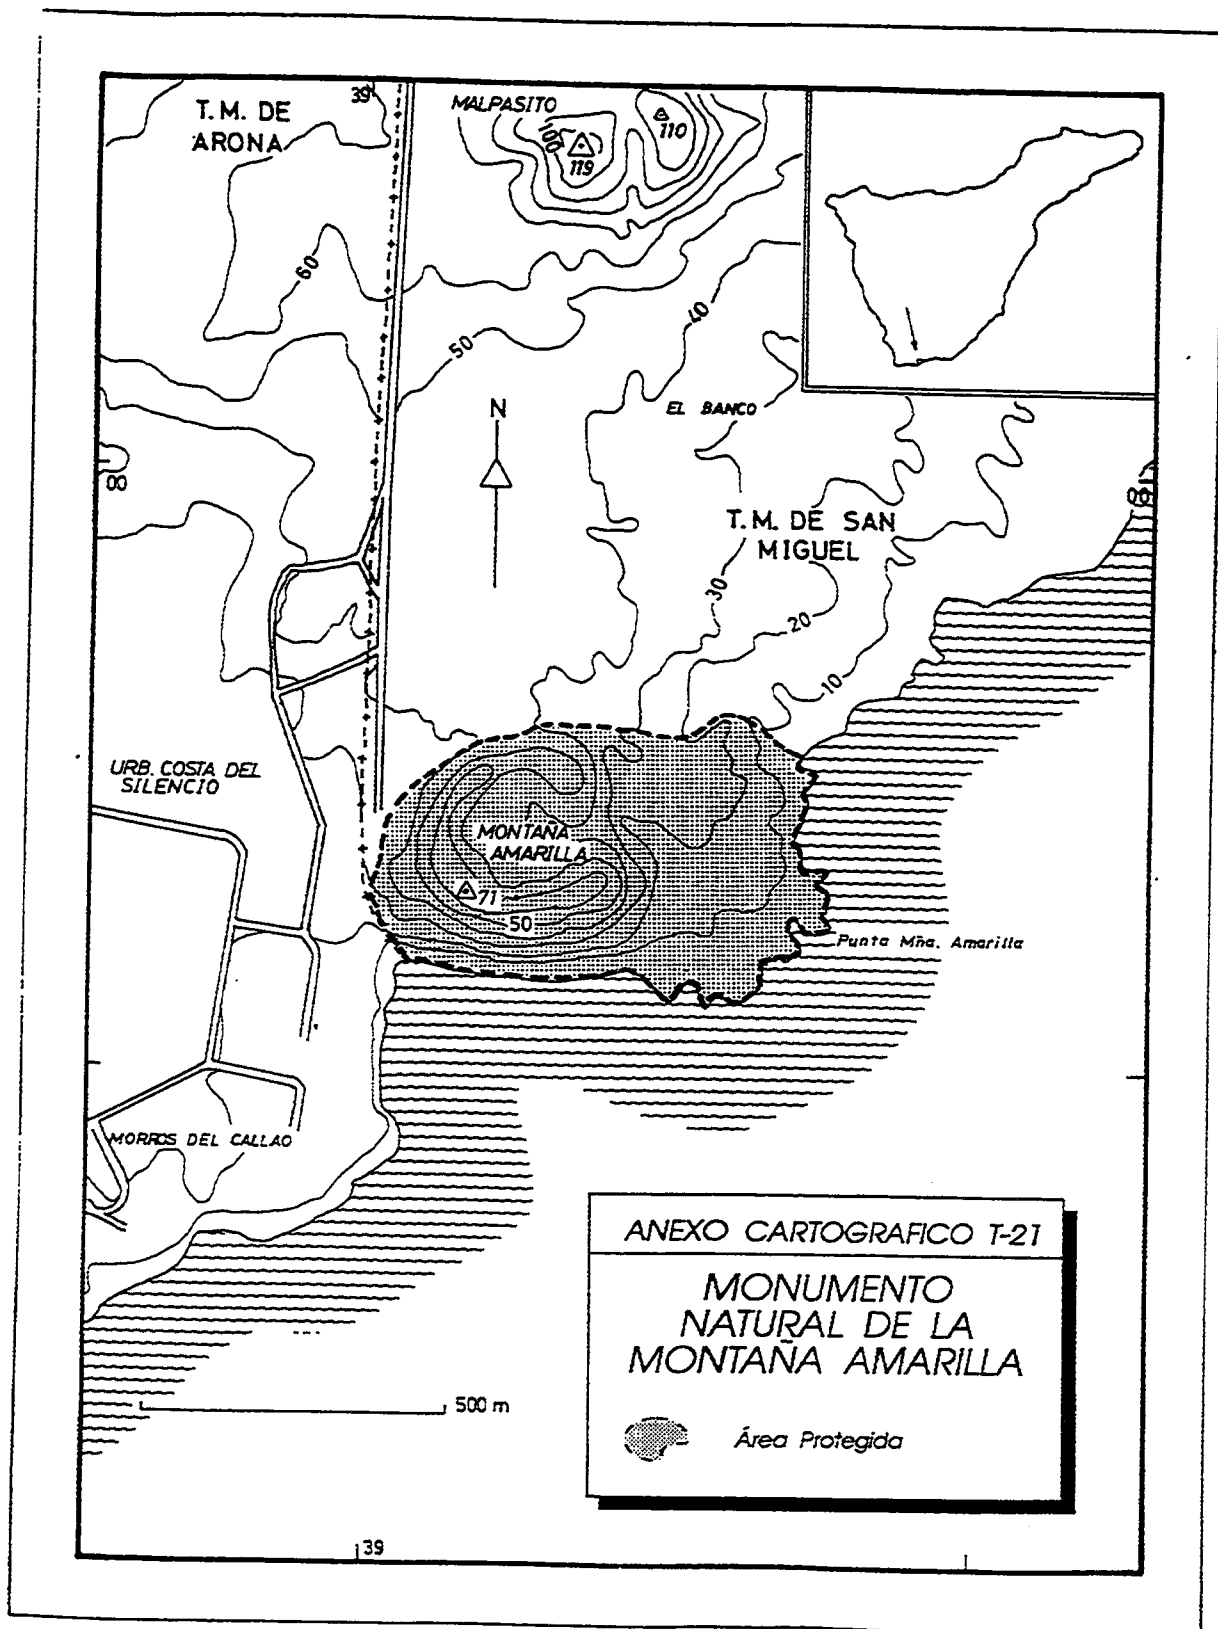 39
T.M. DE
ARONA
MALPASITO
100
119
110
60
50
40
N
EL BANCO
00
T.M. DE SAN
MIGUEL
30
20
10
URB. COSTA DEL
SILENCIO
MONTAÑA
AMARILLA
71
50
Punta Mña. Amarilla
MORROS DEL CALLAO
500 m
ANEXO CARTOGRAFICO T-21
MONUMENTO
NATURAL DE LA
MONTAÑA AMARILLA
Área Protegida
39